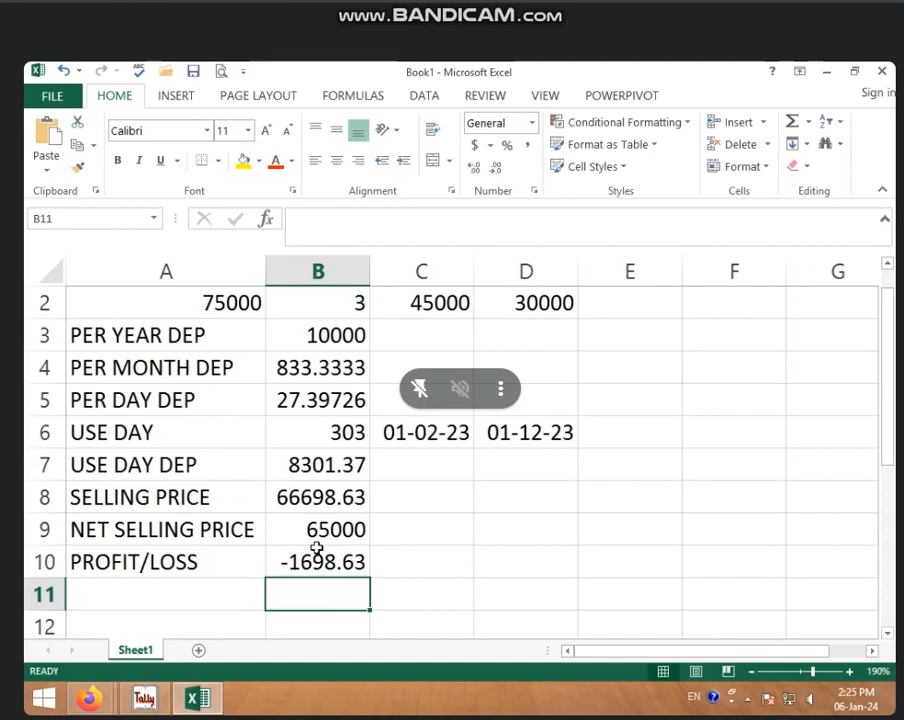 www.BANDICAM.com
Book1 - Microsoft Excel
FILE HOME INSERT PAGE LAYOUT FORMULAS DATA REVIEW VIEW POWERPIVOT Sign in
Calibri 11 General Conditional Formatting Insert
Paste B I U Format as Table Delete
Cell Styles Format
Clipboard Font Alignment Number Styles Cells Editing
B11 fx
A B C D E F G
2 75000 3 45000 30000
3 PER YEAR DEP 10000
4 PER MONTH DEP 833.3333
5 PER DAY DEP 27.39726
6 USE DAY 303 01-02-23 01-12-23
7 USE DAY DEP 8301.37
8 SELLING PRICE 66698.63
9 NET SELLING PRICE 65000
10 PROFIT/LOSS -1698.63
11
12
Sheet1
READY 190%
Tally EN 2:25 PM
06-Jan-24